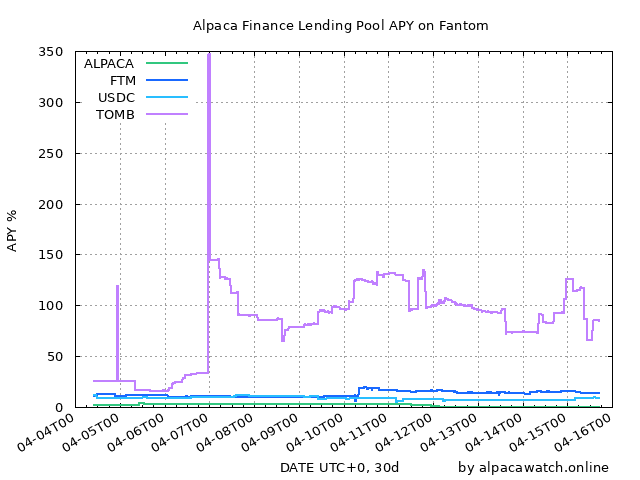 Alpaca Finance Lending Pool APY on Fantom
350
300
250
200
150
100
50
0
APY %
ALPACA
FTM
USDC
TOMB
04-04T00
04-05T00
04-06T00
04-07T00
04-08T00
04-09T00
04-10T00
04-11T00
04-12T00
04-13T00
04-14T00
04-15T00
04-16T00
DATE UTC+0, 30d
by alpacawatch.online